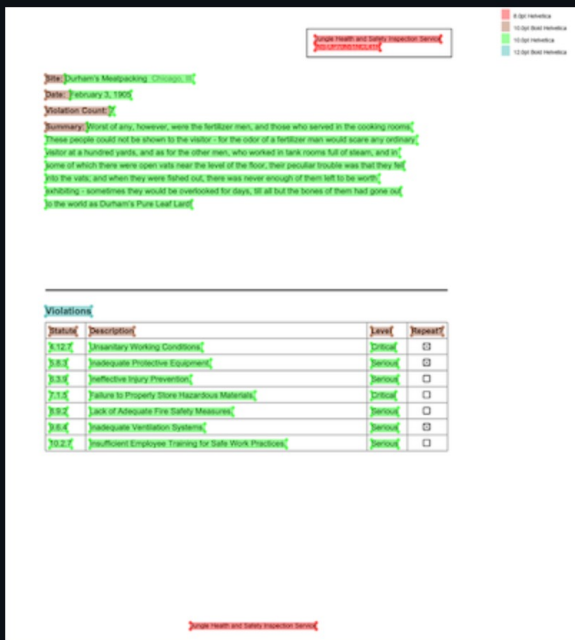 6.0pt Helvetica
10.0pt Bold Helvetica
10.0pt Helvetica
12.0pt Bold Helvetica
Jungle Health and Safety Inspection Service
Site: Durham's Meatpacking Chicago, Ill.
Date: February 3, 1905
Violation Count: 7
Summary: Worst of any, however, were the fertilizer men, and those who served in the cooking rooms.
These people could not be shown to the visitor - for the odor of a fertilizer man would scare any ordinary
visitor at a hundred yards, and as for the other men, who worked in tank rooms full of steam, and in
some of which there were open vats near the level of the floor, their peculiar trouble was that they fell
into the vats; and when they were fished out, there was never enough of them left to be worth
exhibiting - sometimes they would be overlooked for days, till all but the bones of them had gone out
to the world as Durham's Pure Leaf Lard!
Violations
Statute Description Level Repeat?
4.12.7 Unsanitary Working Conditions. Critical
5.8.3 Inadequate Protective Equipment. Serious
6.3.9 Ineffective Injury Prevention. Serious
7.1.5 Failure to Properly Store Hazardous Materials. Critical
8.9.2 Lack of Adequate Fire Safety Measures. Serious
9.6.4 Inadequate Ventilation Systems. Serious
10.2.7 Insufficient Employee Training for Safe Work Practices. Serious
Jungle Health and Safety Inspection Service